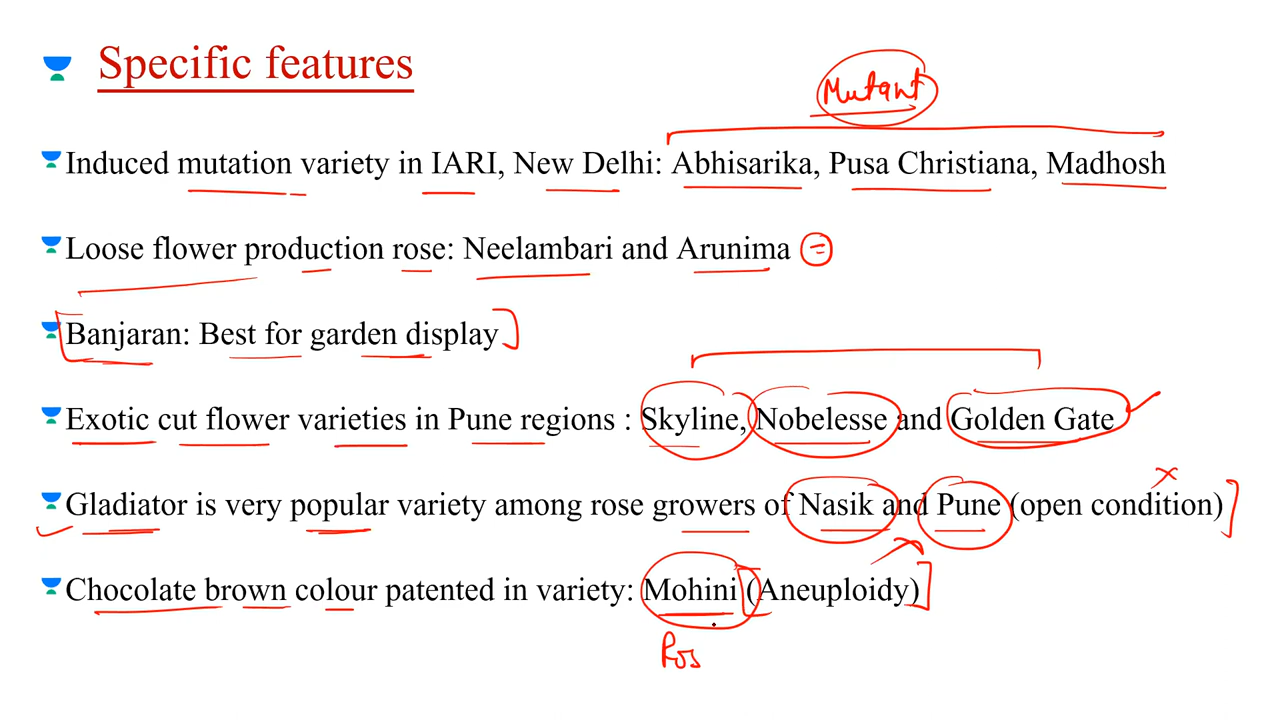 Specific features
Mutant
Induced mutation variety in IARI, New Delhi: Abhisarika, Pusa Christiana, Madhosh
Loose flower production rose: Neelambari and Arunima =
Banjaran: Best for garden display
Exotic cut flower varieties in Pune regions : Skyline, Nobelesse and Golden Gate
Gladiator is very popular variety among rose growers of Nasik and Pune (open condition)
Chocolate brown colour patented in variety: Mohini (Aneuploidy)
Ros